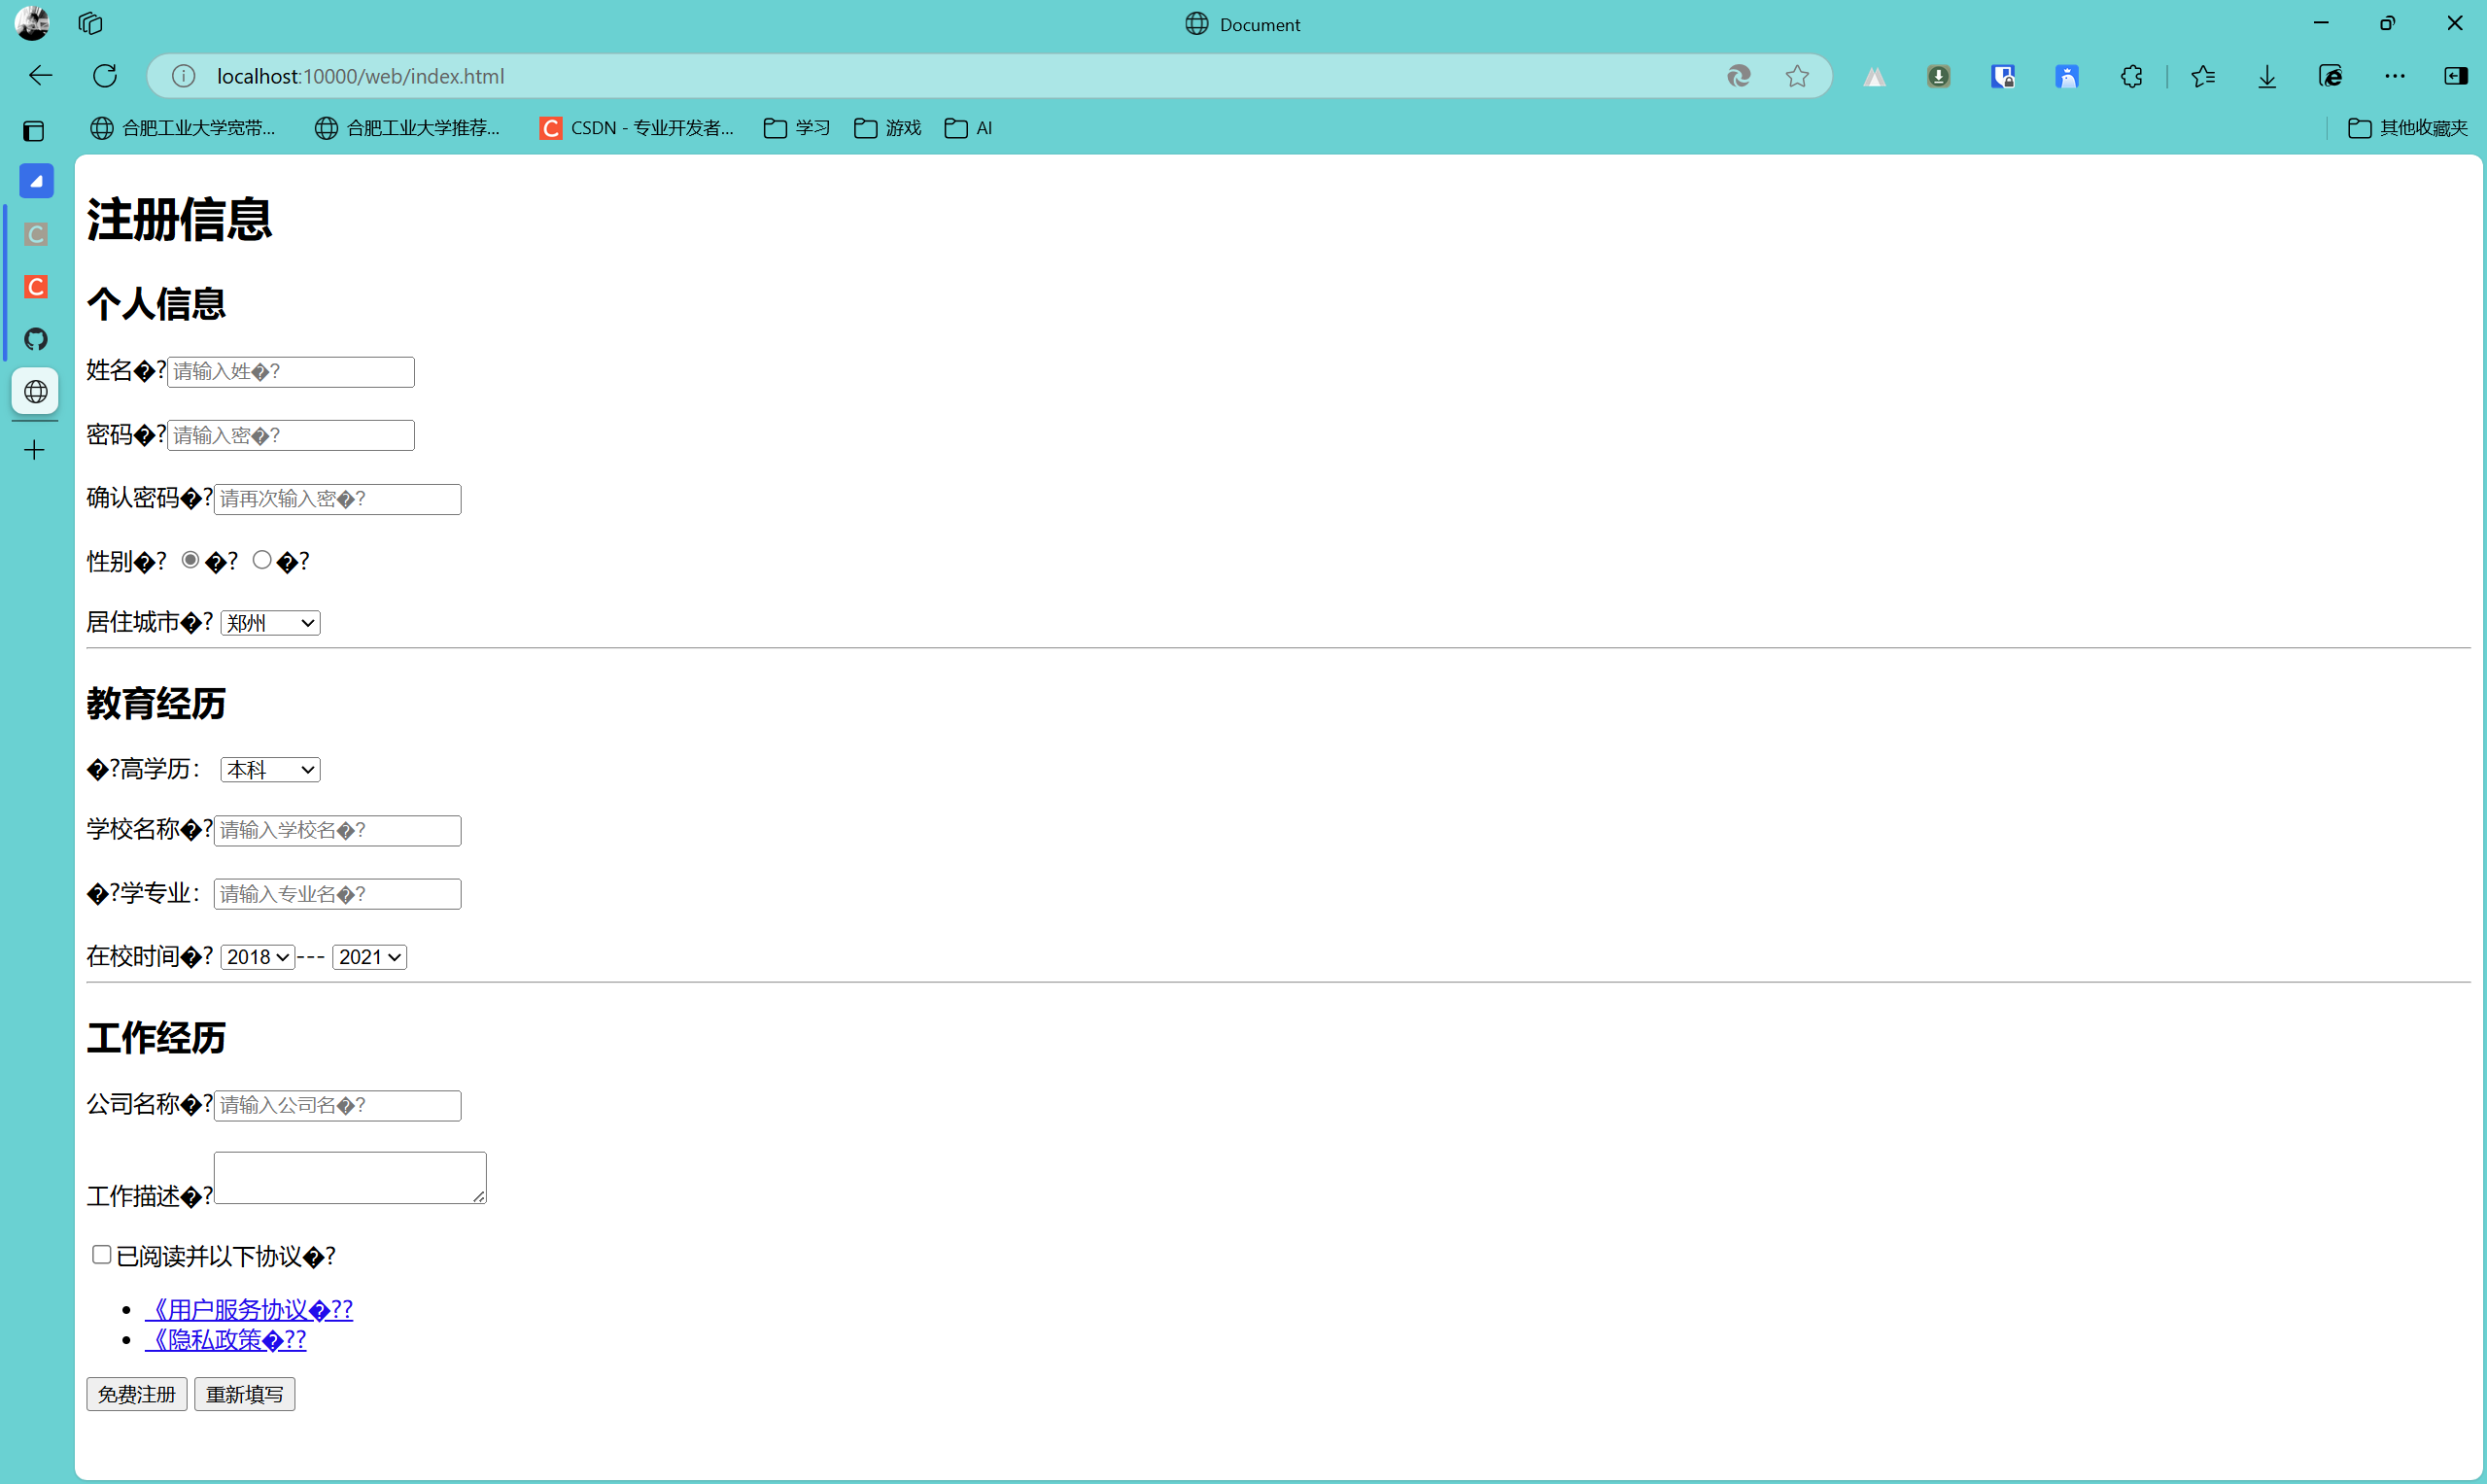 Document
localhost:10000/web/index.html
合肥工业大学宽带... 合肥工业大学推荐... CSDN - 专业开发者... 学习 游戏 AI 其他收藏夹
注册信息
个人信息
姓名�? 请输入姓�?
密码�? 请输入密�?
确认密码�? 请再次输入密�?
性别�? �? �?
居住城市�? 郑州
教育经历
�?高学历： 本科
学校名称�? 请输入学校名�?
�?学专业： 请输入专业名�?
在校时间�? 2018 --- 2021
工作经历
公司名称�? 请输入公司名�?
工作描述�?
已阅读并以下协议�?
《用户服务协议�??
《隐私政策�??
免费注册 重新填写